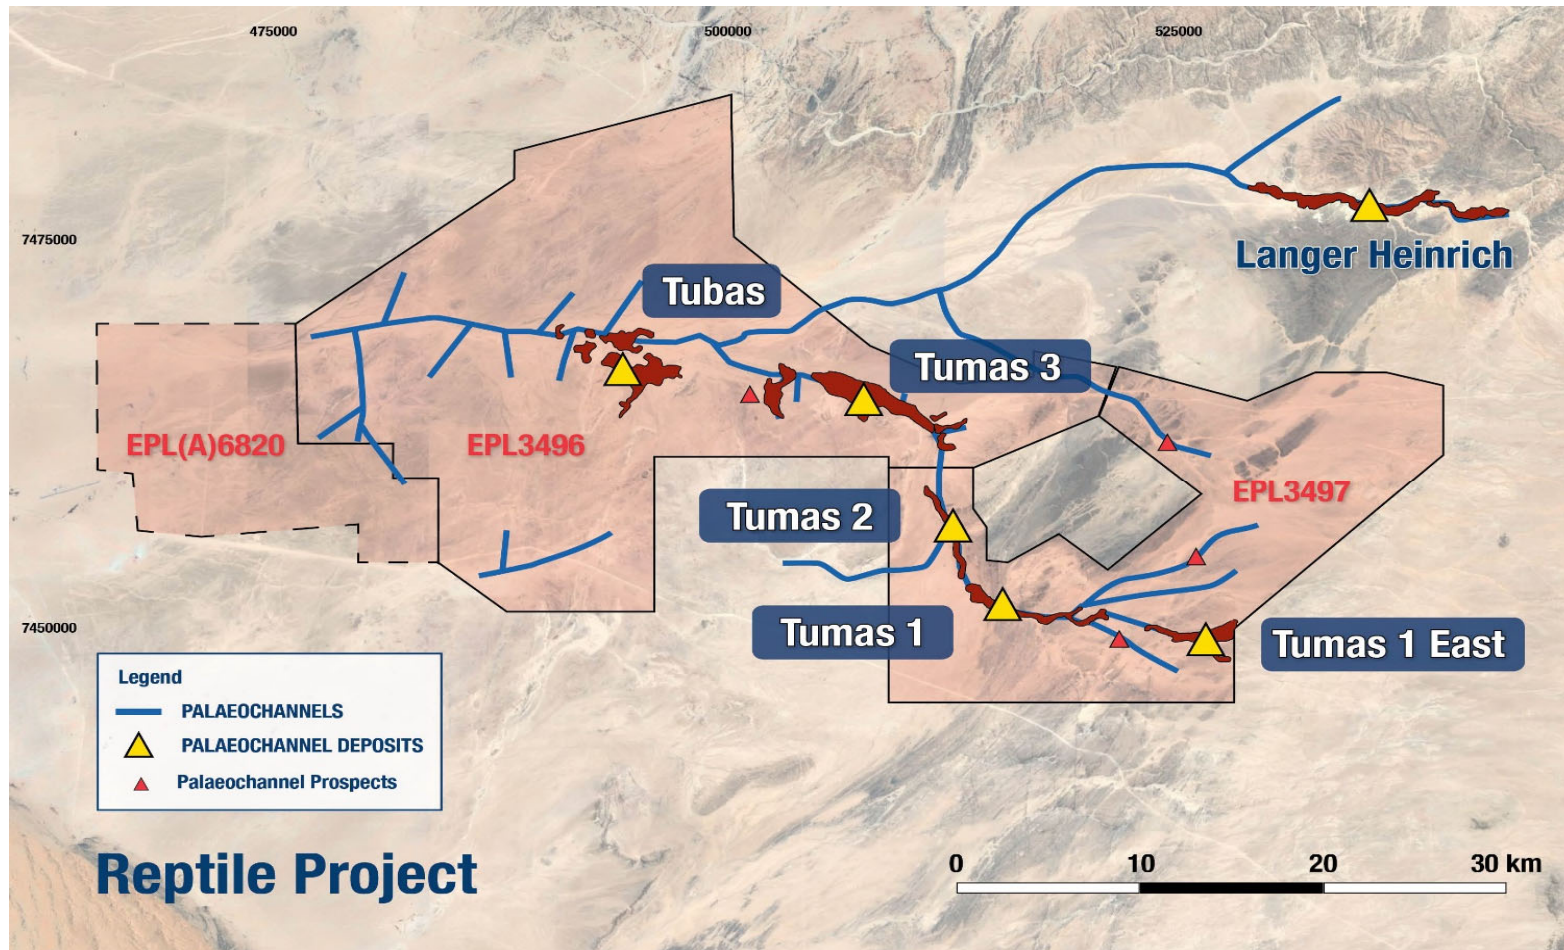 475000
500000
525000
7475000
Langer Heinrich
Tubas
Tumas 3
EPL(A)6820
EPL3496
EPL3497
Tumas 2
Tumas 1
Tumas 1 East
7450000
Legend
PALAEOCHANNELS
PALAEOCHANNEL DEPOSITS
Palaeochannel Prospects
Reptile Project
0 10 20 30 km